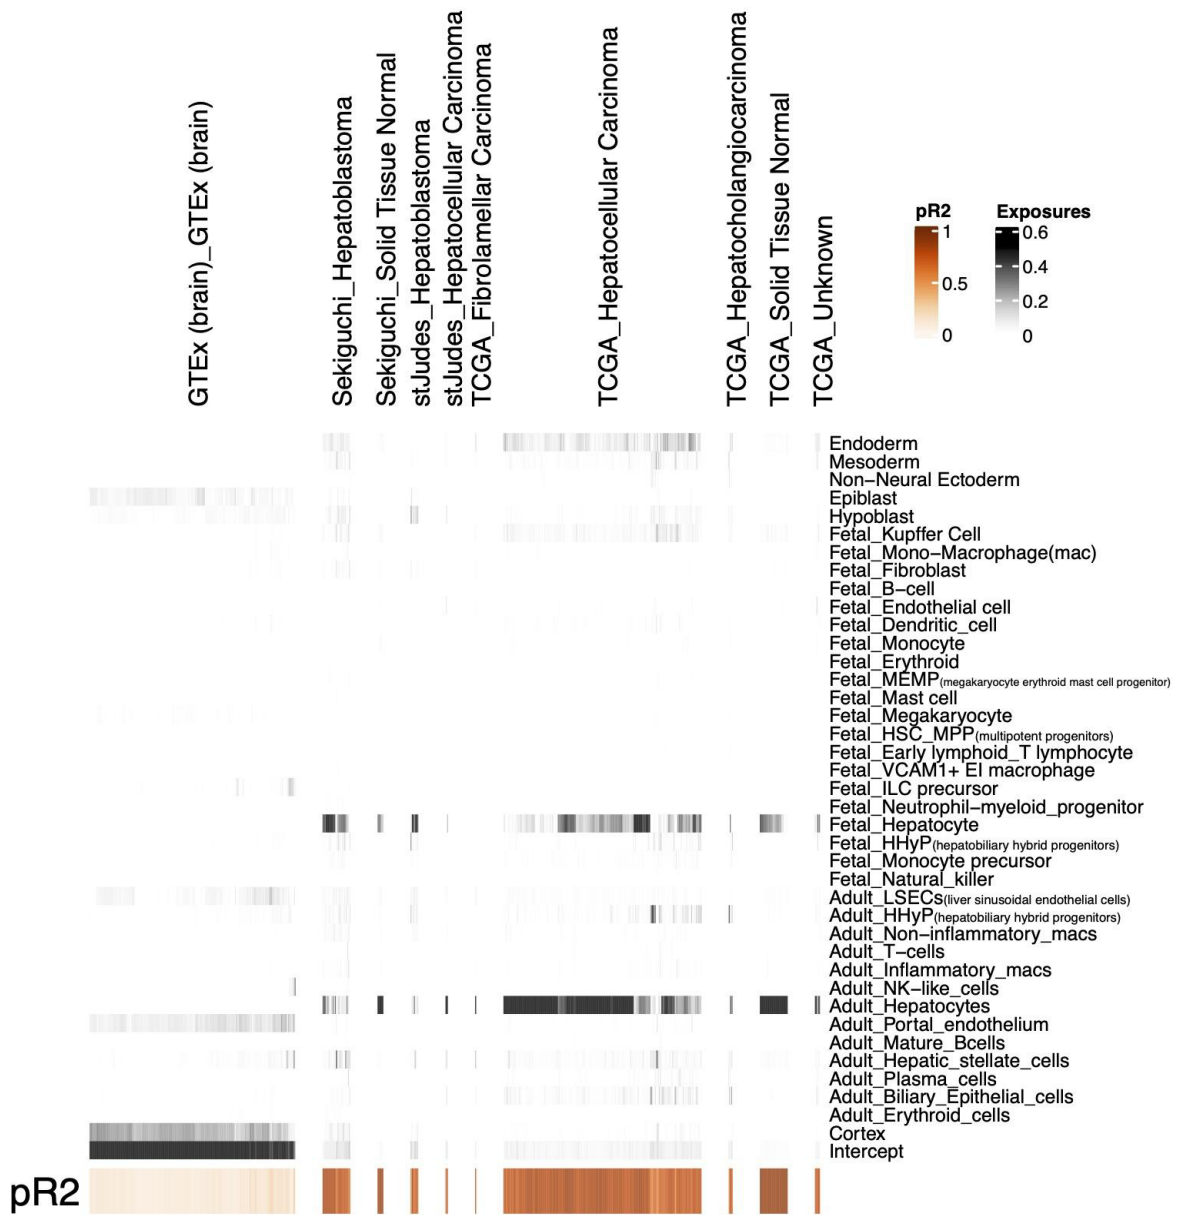 GTEx (brain)_GTEx (brain)
Sekiguchi_Hepatoblastoma
Sekiguchi_Solid Tissue Normal
stJudes_Hepatoblastoma
stJudes_Hepatocellular Carcinoma
TCGA_Fibrolamellar Carcinoma
TCGA_Hepatocellular Carcinoma
TCGA_Hepatocholangiocarcinoma
TCGA_Solid Tissue Normal
TCGA_Unknown
pR2
1
0.5
0
Exposures
0.6
0.4
0.2
0
Endoderm
Mesoderm
Non−Neural Ectoderm
Epiblast
Hypoblast
Fetal_Kupffer Cell
Fetal_Mono−Macrophage(mac)
Fetal_Fibroblast
Fetal_B−cell
Fetal_Endothelial cell
Fetal_Dendritic_cell
Fetal_Monocyte
Fetal_Erythroid
Fetal_MEMP(megakaryocyte erythroid mast cell progenitor)
Fetal_Mast cell
Fetal_Megakaryocyte
Fetal_HSC_MPP(multipotent progenitors)
Fetal_Early lymphoid_T lymphocyte
Fetal_VCAM1+ EI macrophage
Fetal_ILC precursor
Fetal_Neutrophil−myeloid_progenitor
Fetal_Hepatocyte
Fetal_HHyP(hepatobiliary hybrid progenitors)
Fetal_Monocyte precursor
Fetal_Natural_killer
Adult_LSECs(liver sinusoidal endothelial cells)
Adult_HHyP(hepatobiliary hybrid progenitors)
Adult_Non−inflammatory_macs
Adult_T−cells
Adult_Inflammatory_macs
Adult_NK−like_cells
Adult_Hepatocytes
Adult_Portal_endothelium
Adult_Mature_Bcells
Adult_Hepatic_stellate_cells
Adult_Plasma_cells
Adult_Biliary_Epithelial_cells
Adult_Erythroid_cells
Cortex
Intercept
pR2